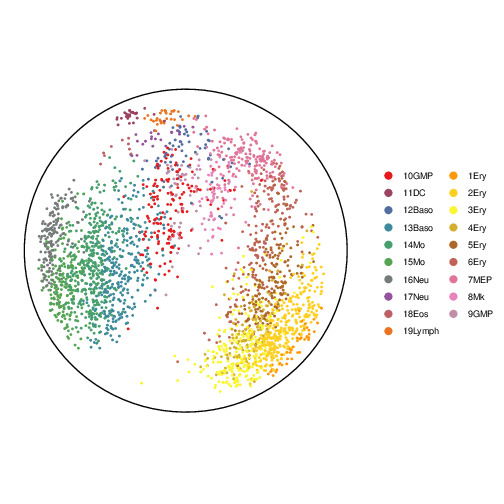 10GMP 1Ery
11DC 2Ery
12Baso 3Ery
13Baso 4Ery
14Mo 5Ery
15Mo 6Ery
16Neu 7MEP
17Neu 8Mk
18Eos 9GMP
19Lymph